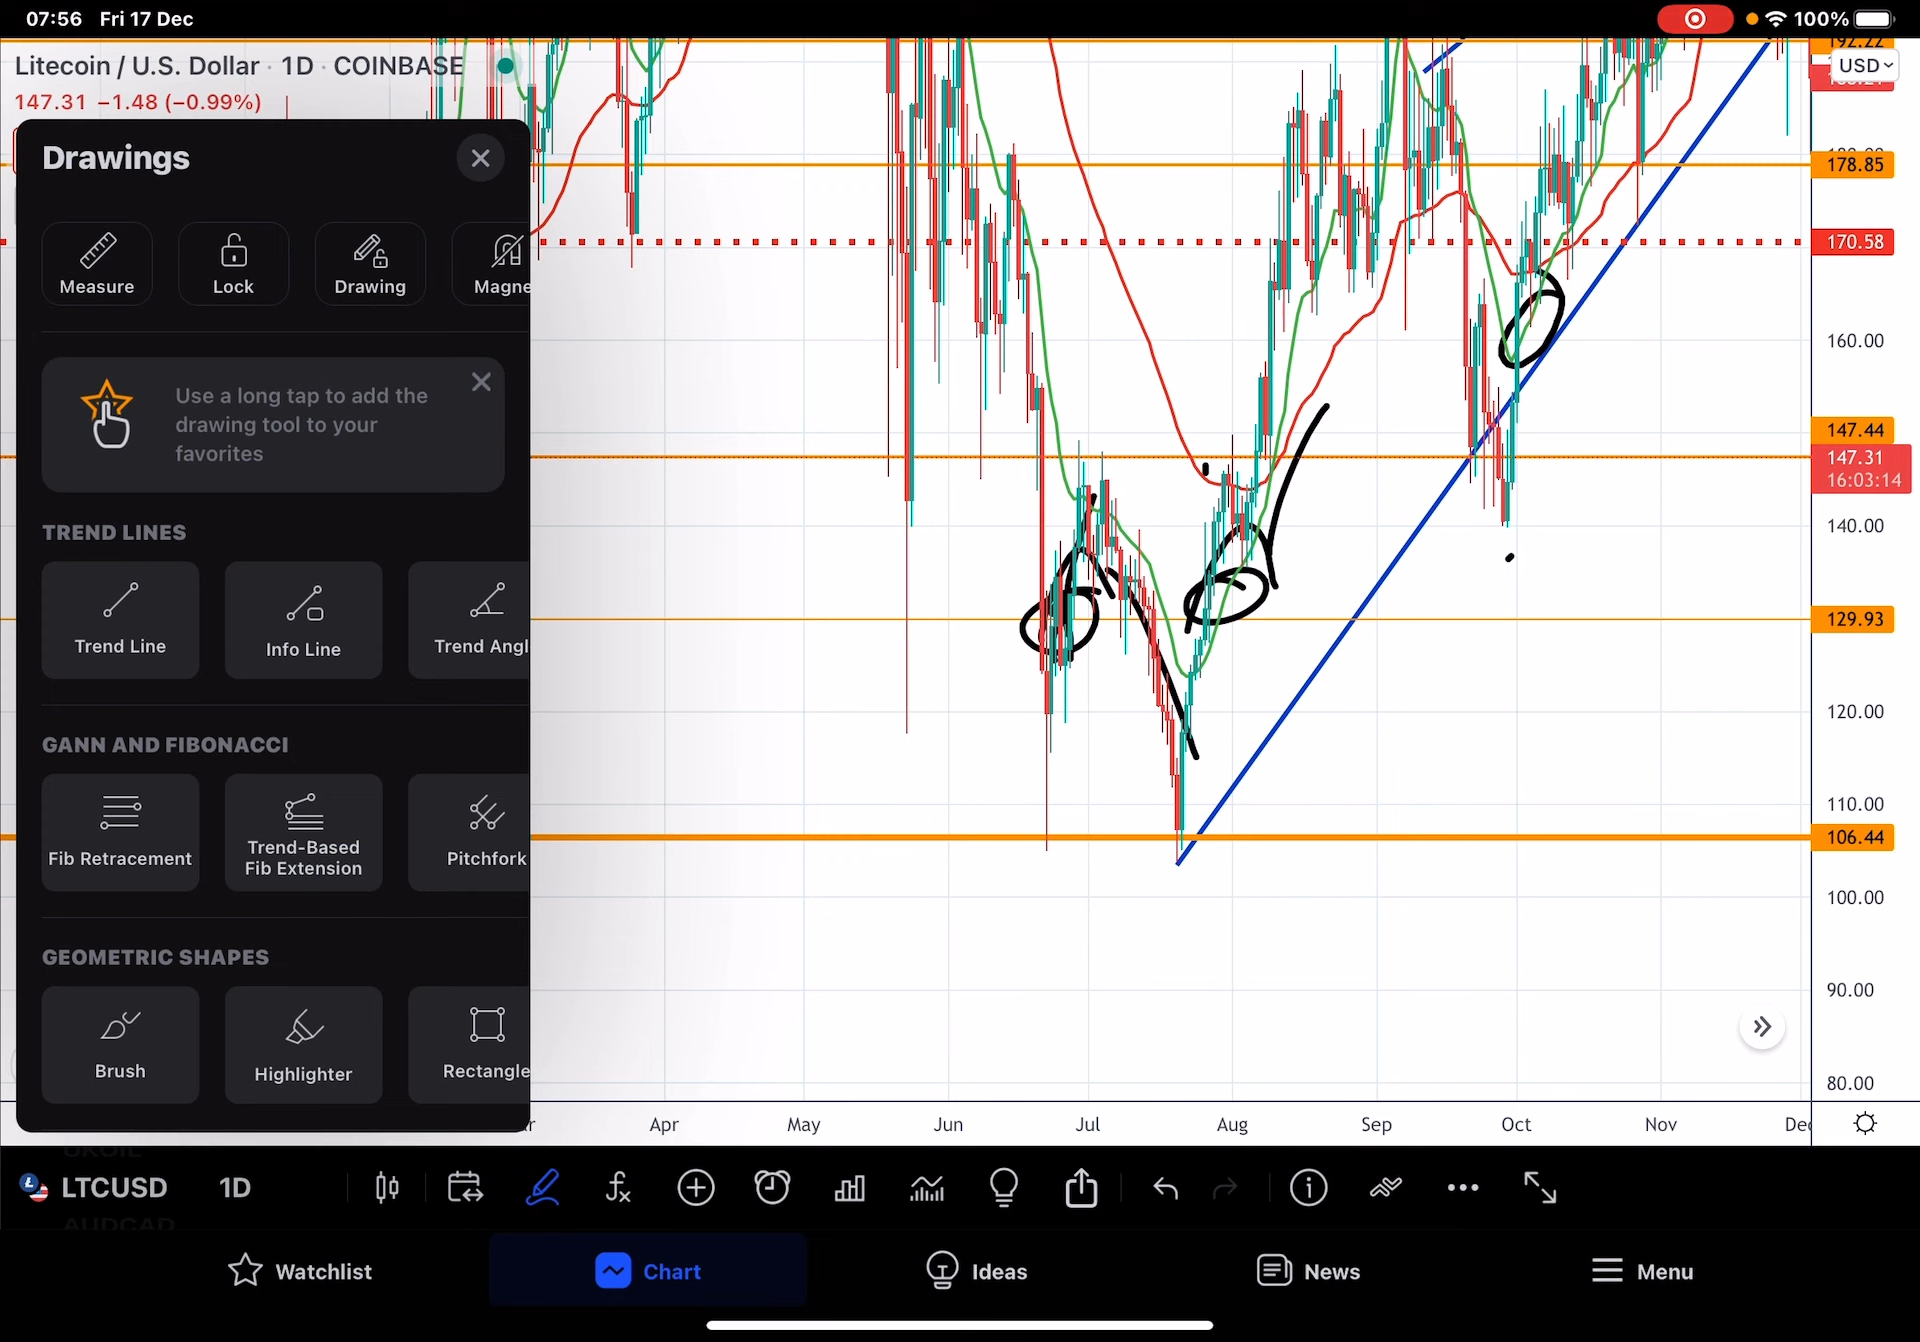 07:56 Fri 17 Dec
100%
Litecoin / U.S. Dollar · 1D · COINBASE
147.31 −1.48 (−0.99%)
192.22
USD
Drawings
178.85
Measure
Lock
Drawing
Magne
170.58
Use a long tap to add the
drawing tool to your
favorites
160.00
147.44
147.31
16:03:14
TREND LINES
140.00
Trend Line
Info Line
Trend Angl
129.93
GANN AND FIBONACCI
120.00
Fib Retracement
Trend-Based
Fib Extension
Pitchfork
110.00
106.44
100.00
GEOMETRIC SHAPES
90.00
Brush
Highlighter
Rectangle
80.00
Apr May Jun Jul Aug Sep Oct Nov Dec
UKOIL
LTCUSD 1D
AUDCAD
Watchlist
Chart
Ideas
News
Menu